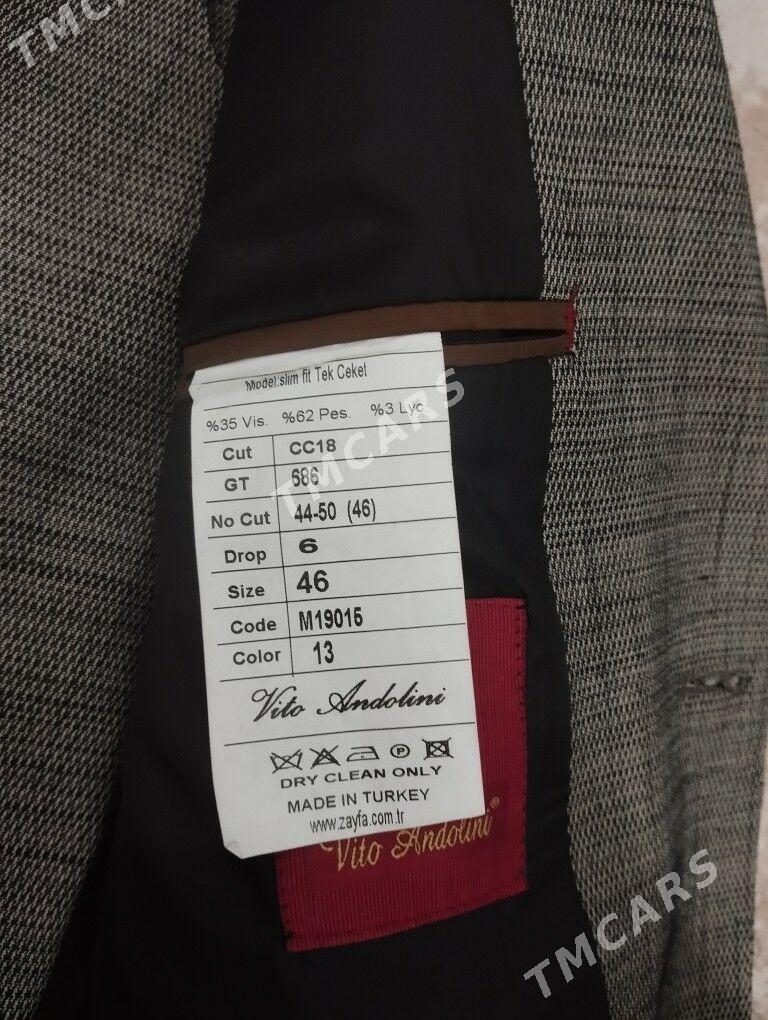 TMCARS
Model:slim fit Tek Ceket
%35 Vis. %62 Pes. %3 Lyc.
Cut CC18
GT 686
No Cut 44-50 (46)
Drop 6
Size 46
Code M19015
Color 13
Vito Andolini
DRY CLEAN ONLY
MADE IN TURKEY
www.zayfa.com.tr
Vito Andolini®
TMCARS
TMCARS